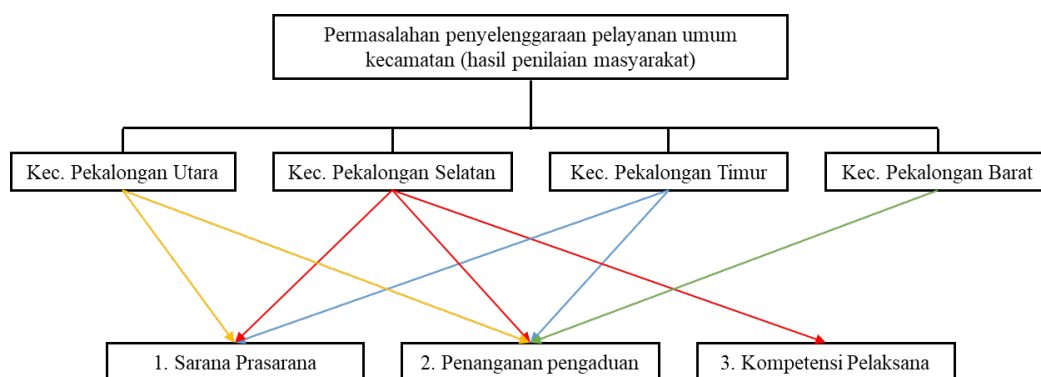 Permasalahan penyelenggaraan pelayanan umum
kecamatan (hasil penilaian masyarakat)
Kec. Pekalongan Utara
Kec. Pekalongan Selatan
Kec. Pekalongan Timur
Kec. Pekalongan Barat
1. Sarana Prasarana
2. Penanganan pengaduan
3. Kompetensi Pelaksana